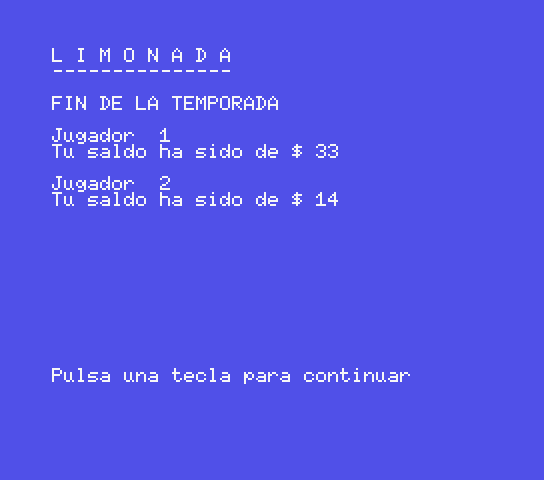 L I M O N A D A
---------------
FIN DE LA TEMPORADA
Jugador  1
Tu saldo ha sido de $ 33
Jugador  2
Tu saldo ha sido de $ 14
Pulsa una tecla para continuar